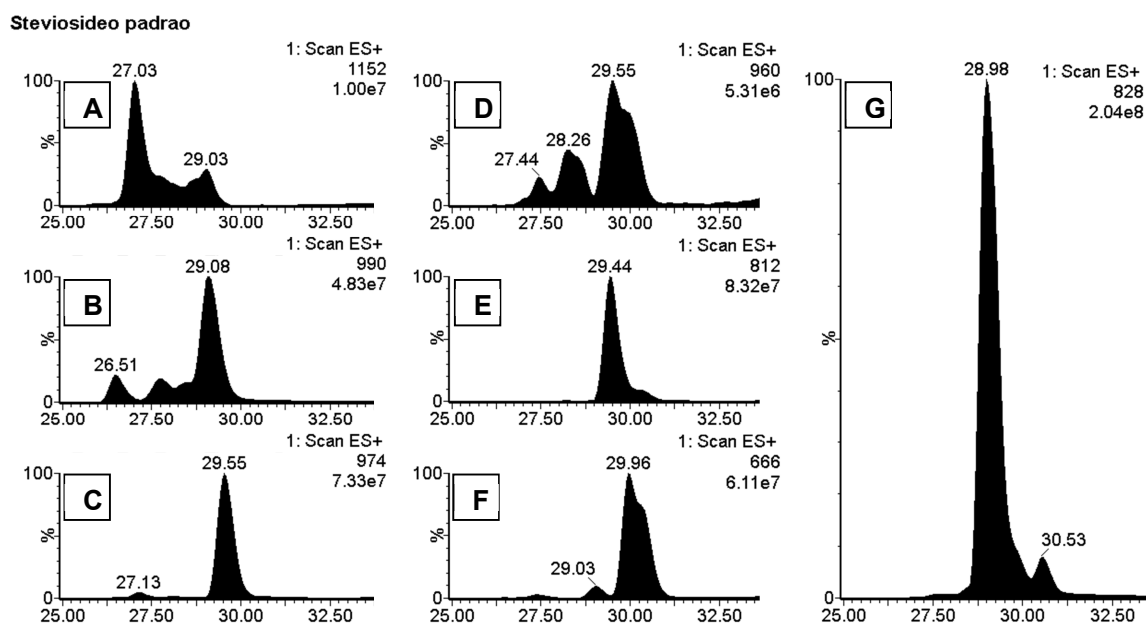 Steviosideo padrao
A
1: Scan ES+
1152
1.00e7
100
%
0
27.03
29.03
25.00 27.50 30.00 32.50
B
1: Scan ES+
990
4.83e7
100
%
0
26.51
29.08
25.00 27.50 30.00 32.50
C
1: Scan ES+
974
7.33e7
100
%
0
27.13
29.55
25.00 27.50 30.00 32.50
D
1: Scan ES+
960
5.31e6
100
%
0
27.44
28.26
29.55
25.00 27.50 30.00 32.50
E
1: Scan ES+
812
8.32e7
100
%
0
29.44
25.00 27.50 30.00 32.50
F
1: Scan ES+
666
6.11e7
100
%
0
29.03
29.96
25.00 27.50 30.00 32.50
G
1: Scan ES+
828
2.04e8
100
%
0
28.98
30.53
25.00 27.50 30.00 32.50